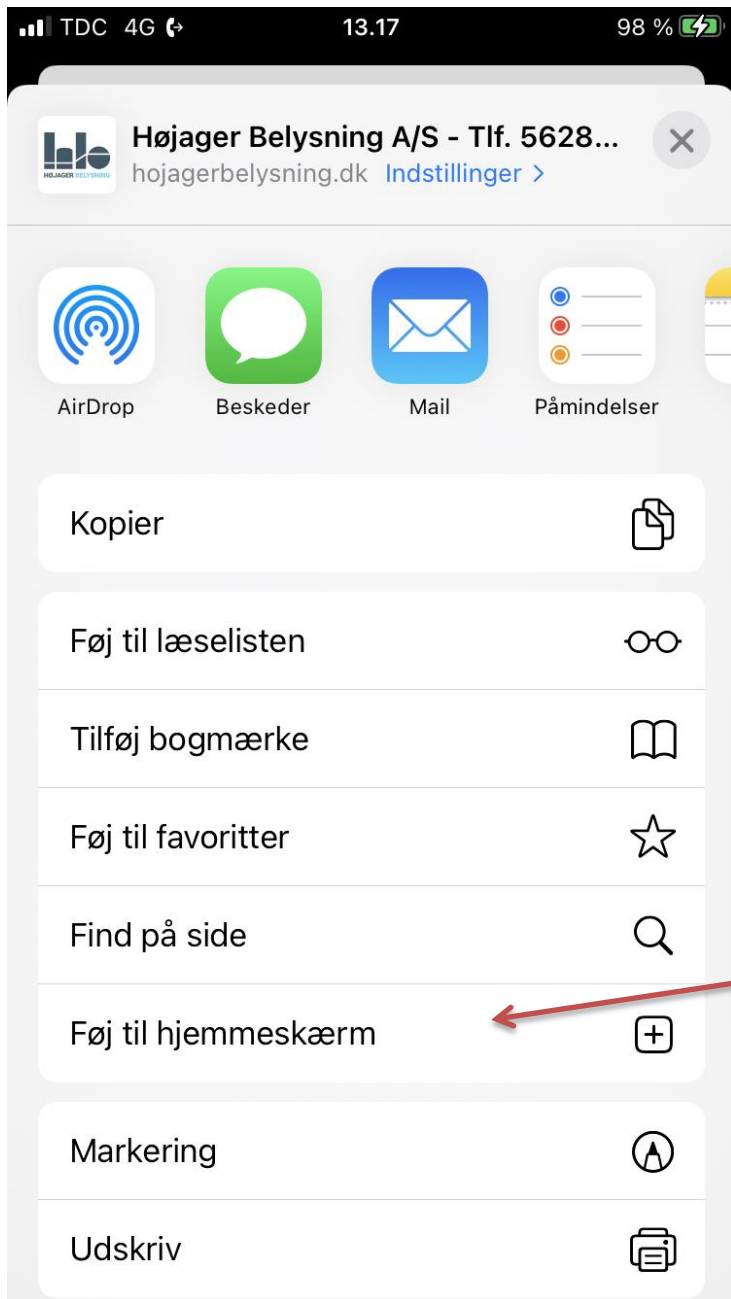 TDC 4G 13.17 98 %
Højager Belysning A/S - Tlf. 5628...
HØJAGER BELYSNING
hojagerbelysning.dk Indstillinger >
AirDrop Beskeder Mail Påmindelser
Kopier
Føj til læselisten
Tilføj bogmærke
Føj til favoritter
Find på side
Føj til hjemmeskærm
Markering
Udskriv